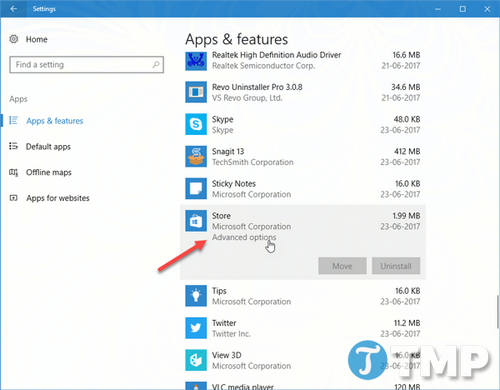 Settings
Home
Find a setting
Apps
Apps & features
Default apps
Offline maps
Apps for websites
Apps & features
Realtek High Definition Audio Driver 16.6 MB
Realtek Semiconductor Corp. 21-06-2017
Revo Uninstaller Pro 3.0.8 34.6 MB
VS Revo Group, Ltd. 21-06-2017
Skype 48.0 KB
Skype 23-06-2017
Snagit 13 412 MB
TechSmith Corporation 23-06-2017
Sticky Notes 16.0 KB
Microsoft Corporation 23-06-2017
Store 1.99 MB
Microsoft Corporation 23-06-2017
Advanced options
Move Uninstall
Tips 16.0 KB
Microsoft Corporation 23-06-2017
Twitter 11.2 MB
Twitter Inc. 23-06-2017
View 3D 16.0 KB
Microsoft Corporation
VLC media player 120 MB
TIMP